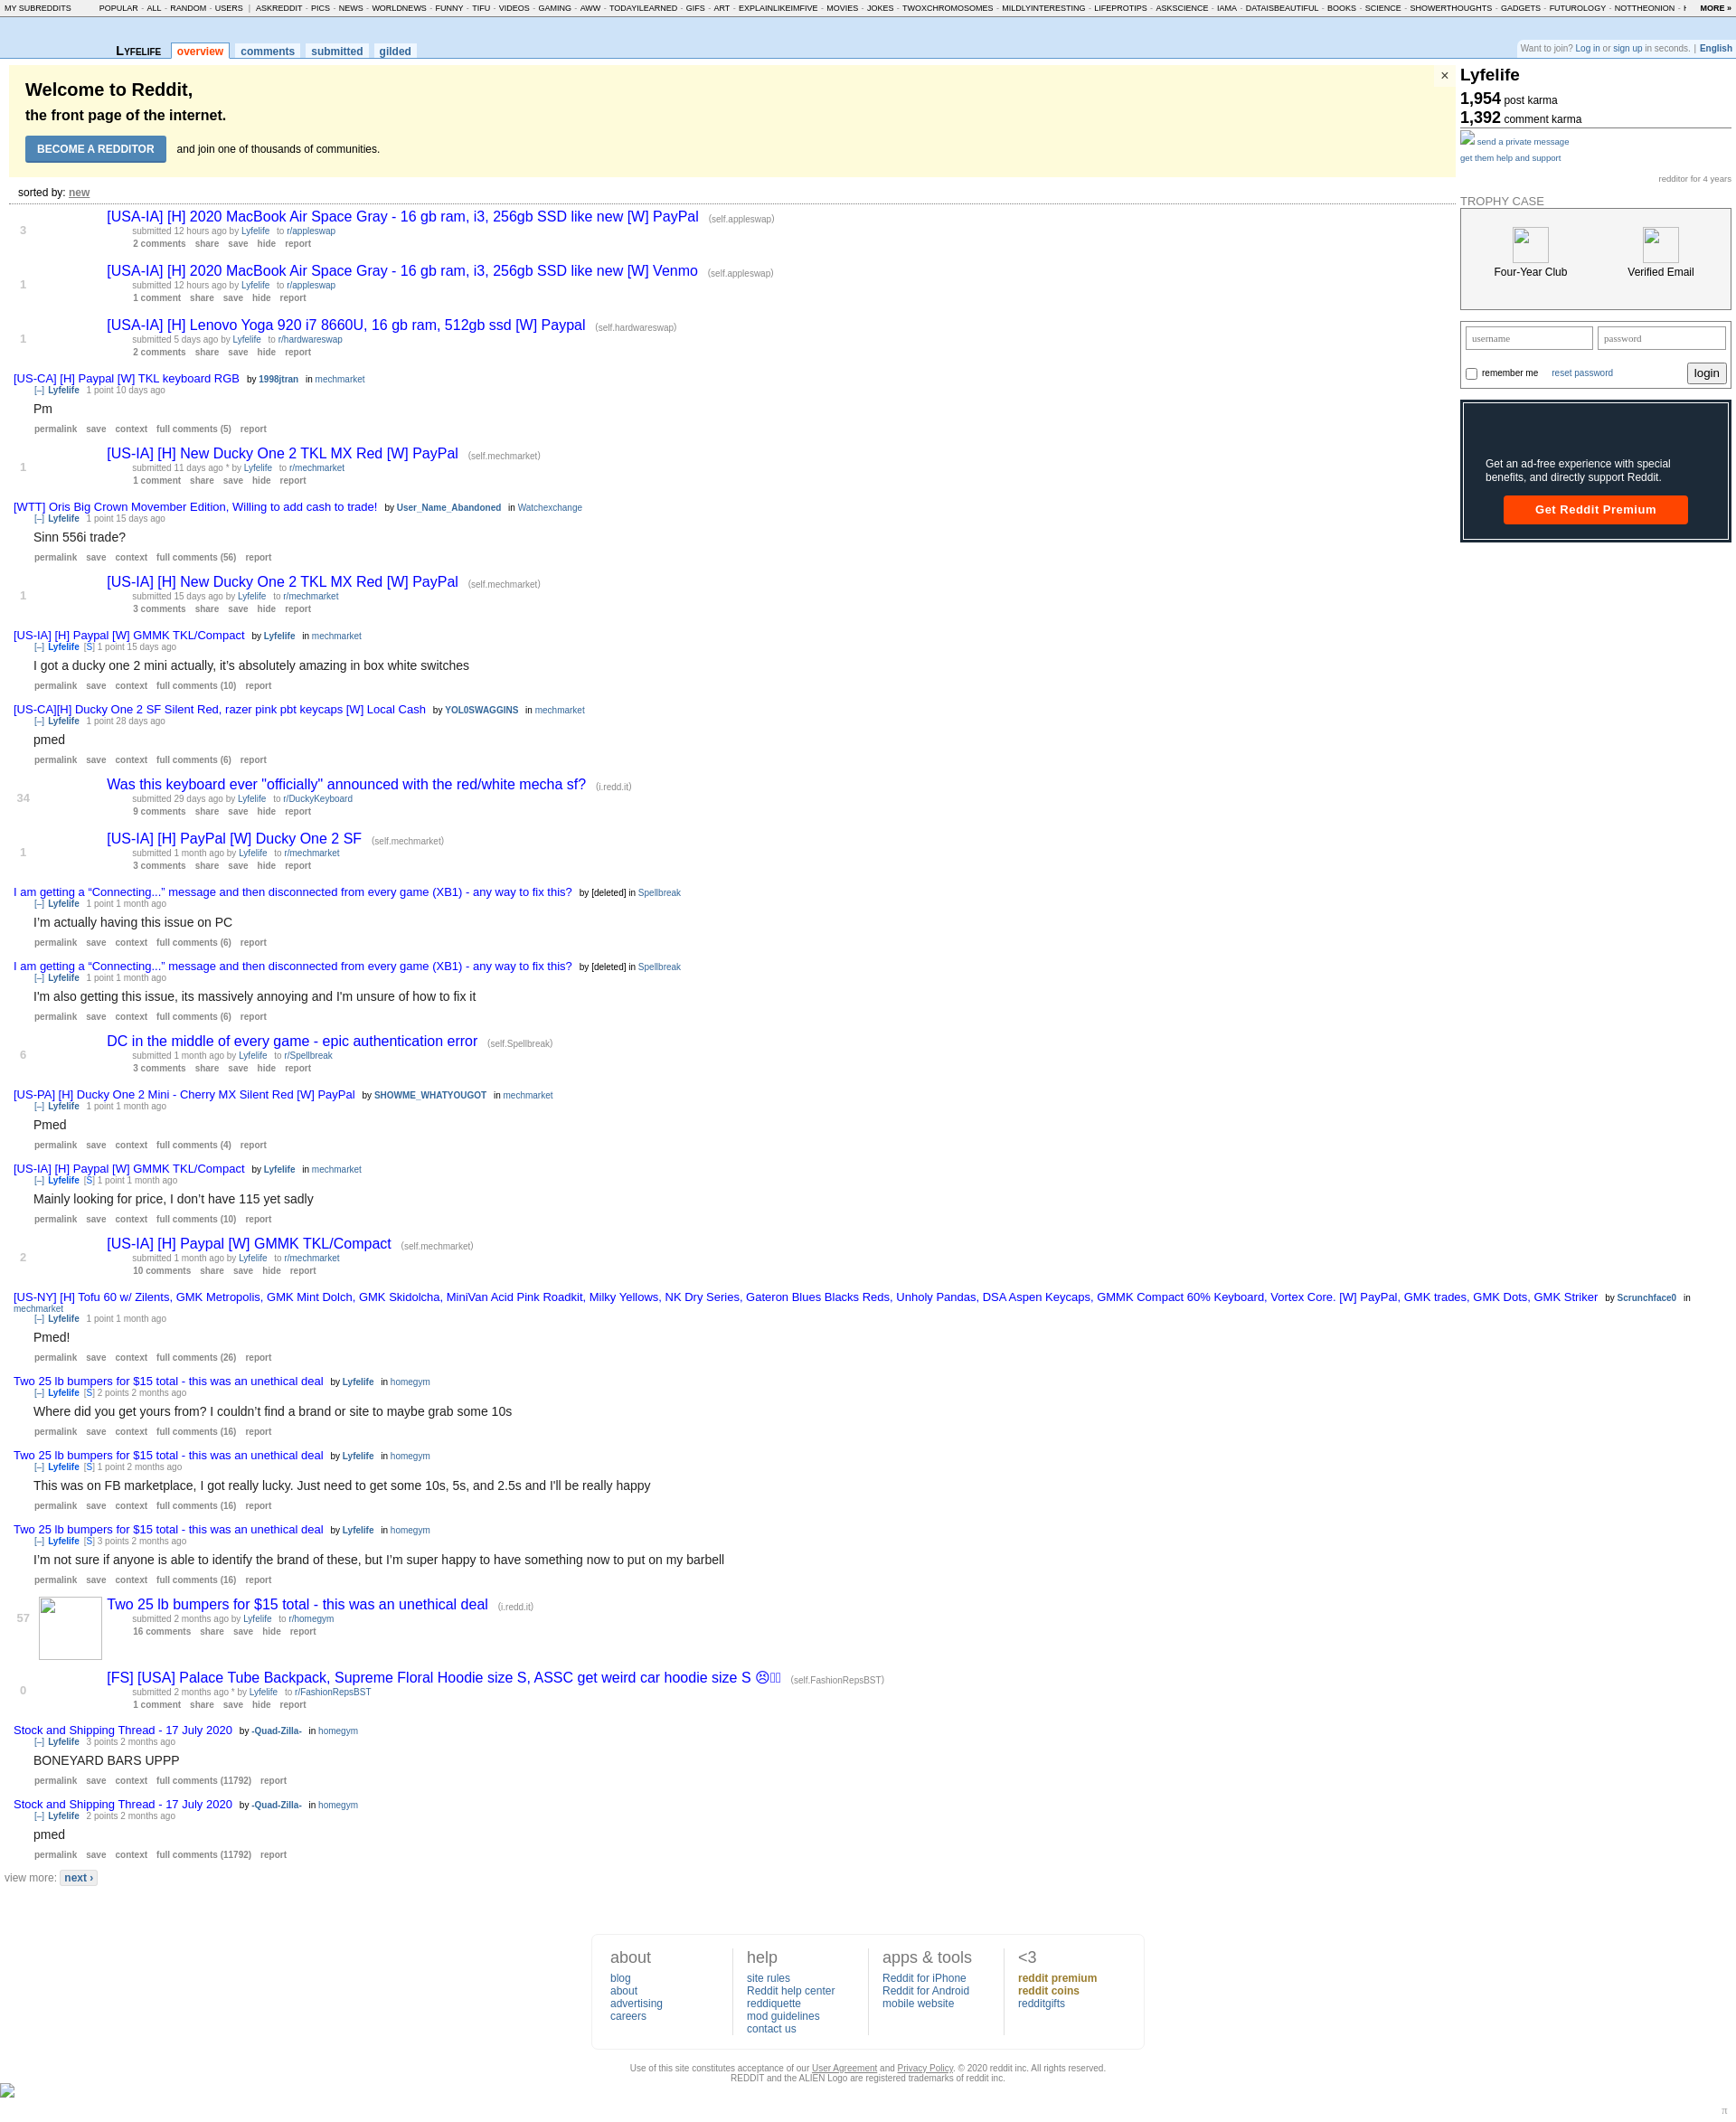 MY SUBREDDITS POPULAR - ALL - RANDOM - USERS | ASKREDDIT - PICS - NEWS - WORLDNEWS - FUNNY - TIFU - VIDEOS - GAMING - AWW - TODAYILEARNED - GIFS - ART - EXPLAINLIKEIMFIVE - MOVIES - JOKES - TWOXCHROMOSOMES - MILDLYINTERESTING - LIFEPROTIPS - ASKSCIENCE - IAMA - DATAISBEAUTIFUL - BOOKS - SCIENCE - SHOWERTHOUGHTS - GADGETS - FUTUROLOGY - NOTTHEONION - MORE »
LYFELIFE overview comments submitted gilded
Want to join? Log in or sign up in seconds. | English
Welcome to Reddit,
the front page of the internet.
BECOME A REDDITOR and join one of thousands of communities.
×
sorted by: new
[USA-IA] [H] 2020 MacBook Air Space Gray - 16 gb ram, i3, 256gb SSD like new [W] PayPal (self.appleswap)
3
submitted 12 hours ago by Lyfelife to r/appleswap
2 comments share save hide report
[USA-IA] [H] 2020 MacBook Air Space Gray - 16 gb ram, i3, 256gb SSD like new [W] Venmo (self.appleswap)
1
submitted 12 hours ago by Lyfelife to r/appleswap
1 comment share save hide report
[USA-IA] [H] Lenovo Yoga 920 i7 8660U, 16 gb ram, 512gb ssd [W] Paypal (self.hardwareswap)
1
submitted 5 days ago by Lyfelife to r/hardwareswap
2 comments share save hide report
[US-CA] [H] Paypal [W] TKL keyboard RGB by 1998jtran in mechmarket
[–] Lyfelife 1 point 10 days ago
Pm
permalink save context full comments (5) report
[US-IA] [H] New Ducky One 2 TKL MX Red [W] PayPal (self.mechmarket)
1
submitted 11 days ago * by Lyfelife to r/mechmarket
1 comment share save hide report
[WTT] Oris Big Crown Movember Edition, Willing to add cash to trade! by User_Name_Abandoned in Watchexchange
[–] Lyfelife 1 point 15 days ago
Sinn 556i trade?
permalink save context full comments (56) report
[US-IA] [H] New Ducky One 2 TKL MX Red [W] PayPal (self.mechmarket)
1
submitted 15 days ago by Lyfelife to r/mechmarket
3 comments share save hide report
[US-IA] [H] Paypal [W] GMMK TKL/Compact by Lyfelife in mechmarket
[–] Lyfelife [S] 1 point 15 days ago
I got a ducky one 2 mini actually, it’s absolutely amazing in box white switches
permalink save context full comments (10) report
[US-CA][H] Ducky One 2 SF Silent Red, razer pink pbt keycaps [W] Local Cash by YOL0SWAGGINS in mechmarket
[–] Lyfelife 1 point 28 days ago
pmed
permalink save context full comments (6) report
Was this keyboard ever "officially" announced with the red/white mecha sf? (i.redd.it)
34
submitted 29 days ago by Lyfelife to r/DuckyKeyboard
9 comments share save hide report
[US-IA] [H] PayPal [W] Ducky One 2 SF (self.mechmarket)
1
submitted 1 month ago by Lyfelife to r/mechmarket
3 comments share save hide report
I am getting a “Connecting...” message and then disconnected from every game (XB1) - any way to fix this? by [deleted] in Spellbreak
[–] Lyfelife 1 point 1 month ago
I’m actually having this issue on PC
permalink save context full comments (6) report
I am getting a “Connecting...” message and then disconnected from every game (XB1) - any way to fix this? by [deleted] in Spellbreak
[–] Lyfelife 1 point 1 month ago
I'm also getting this issue, its massively annoying and I'm unsure of how to fix it
permalink save context full comments (6) report
DC in the middle of every game - epic authentication error (self.Spellbreak)
6
submitted 1 month ago by Lyfelife to r/Spellbreak
3 comments share save hide report
[US-PA] [H] Ducky One 2 Mini - Cherry MX Silent Red [W] PayPal by SHOWME_WHATYOUGOT in mechmarket
[–] Lyfelife 1 point 1 month ago
Pmed
permalink save context full comments (4) report
[US-IA] [H] Paypal [W] GMMK TKL/Compact by Lyfelife in mechmarket
[–] Lyfelife [S] 1 point 1 month ago
Mainly looking for price, I don’t have 115 yet sadly
permalink save context full comments (10) report
[US-IA] [H] Paypal [W] GMMK TKL/Compact (self.mechmarket)
2
submitted 1 month ago by Lyfelife to r/mechmarket
10 comments share save hide report
[US-NY] [H] Tofu 60 w/ Zilents, GMK Metropolis, GMK Mint Dolch, GMK Skidolcha, MiniVan Acid Pink Roadkit, Milky Yellows, NK Dry Series, Gateron Blues Blacks Reds, Unholy Pandas, DSA Aspen Keycaps, GMMK Compact 60% Keyboard, Vortex Core. [W] PayPal, GMK trades, GMK Dots, GMK Striker by Scrunchface0 in
mechmarket
[–] Lyfelife 1 point 1 month ago
Pmed!
permalink save context full comments (26) report
Two 25 lb bumpers for $15 total - this was an unethical deal by Lyfelife in homegym
[–] Lyfelife [S] 2 points 2 months ago
Where did you get yours from? I couldn’t find a brand or site to maybe grab some 10s
permalink save context full comments (16) report
Two 25 lb bumpers for $15 total - this was an unethical deal by Lyfelife in homegym
[–] Lyfelife [S] 1 point 2 months ago
This was on FB marketplace, I got really lucky. Just need to get some 10s, 5s, and 2.5s and I'll be really happy
permalink save context full comments (16) report
Two 25 lb bumpers for $15 total - this was an unethical deal by Lyfelife in homegym
[–] Lyfelife [S] 3 points 2 months ago
I’m not sure if anyone is able to identify the brand of these, but I’m super happy to have something now to put on my barbell
permalink save context full comments (16) report
Two 25 lb bumpers for $15 total - this was an unethical deal (i.redd.it)
57
submitted 2 months ago by Lyfelife to r/homegym
16 comments share save hide report
[FS] [USA] Palace Tube Backpack, Supreme Floral Hoodie size S, ASSC get weird car hoodie size S ☹ (self.FashionRepsBST)
0
submitted 2 months ago * by Lyfelife to r/FashionRepsBST
1 comment share save hide report
Stock and Shipping Thread - 17 July 2020 by -Quad-Zilla- in homegym
[–] Lyfelife 3 points 2 months ago
BONEYARD BARS UPPP
permalink save context full comments (11792) report
Stock and Shipping Thread - 17 July 2020 by -Quad-Zilla- in homegym
[–] Lyfelife 2 points 2 months ago
pmed
permalink save context full comments (11792) report
view more: next ›
Lyfelife
1,954 post karma
1,392 comment karma
send a private message
get them help and support
redditor for 4 years
TROPHY CASE
Four-Year Club Verified Email
username password
remember me reset password login
Get an ad-free experience with special
benefits, and directly support Reddit.
Get Reddit Premium
about
blog
about
advertising
careers
help
site rules
Reddit help center
reddiquette
mod guidelines
contact us
apps & tools
Reddit for iPhone
Reddit for Android
mobile website
<3
reddit premium
reddit coins
redditgifts
Use of this site constitutes acceptance of our User Agreement and Privacy Policy. © 2020 reddit inc. All rights reserved.
REDDIT and the ALIEN Logo are registered trademarks of reddit inc.
π